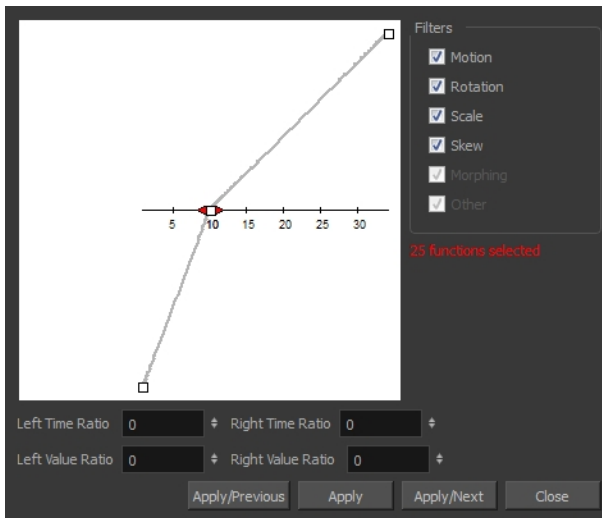 Filters
Motion
Rotation
Scale
Skew
Morphing
Other
5 10 15 20 25 30
25 functions selected
Left Time Ratio 0 Right Time Ratio 0
Left Value Ratio 0 Right Value Ratio 0
Apply/Previous Apply Apply/Next Close